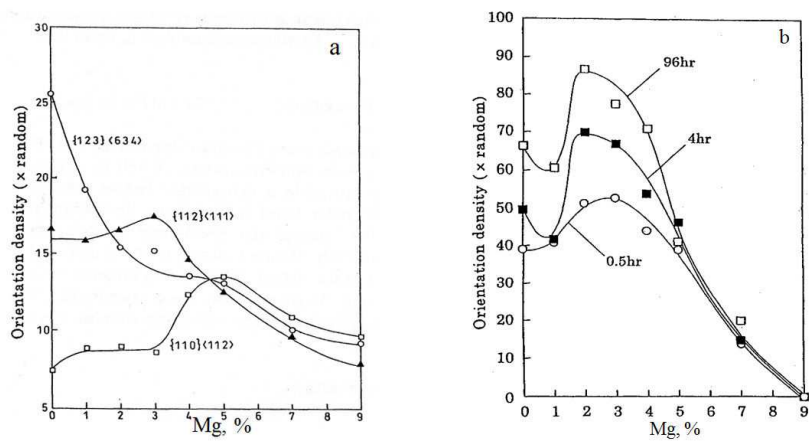 a
30
25
20
15
10
5
Orientation density ( × random)
{123}⟨634⟩
{112}⟨111⟩
{110}⟨112⟩
0 1 2 3 4 5 6 7 8 9
Mg, %
b
100
90
80
70
60
50
40
30
20
10
0
Orientation density ( × random)
96hr
4hr
0.5hr
0 1 2 3 4 5 6 7 8 9
Mg, %